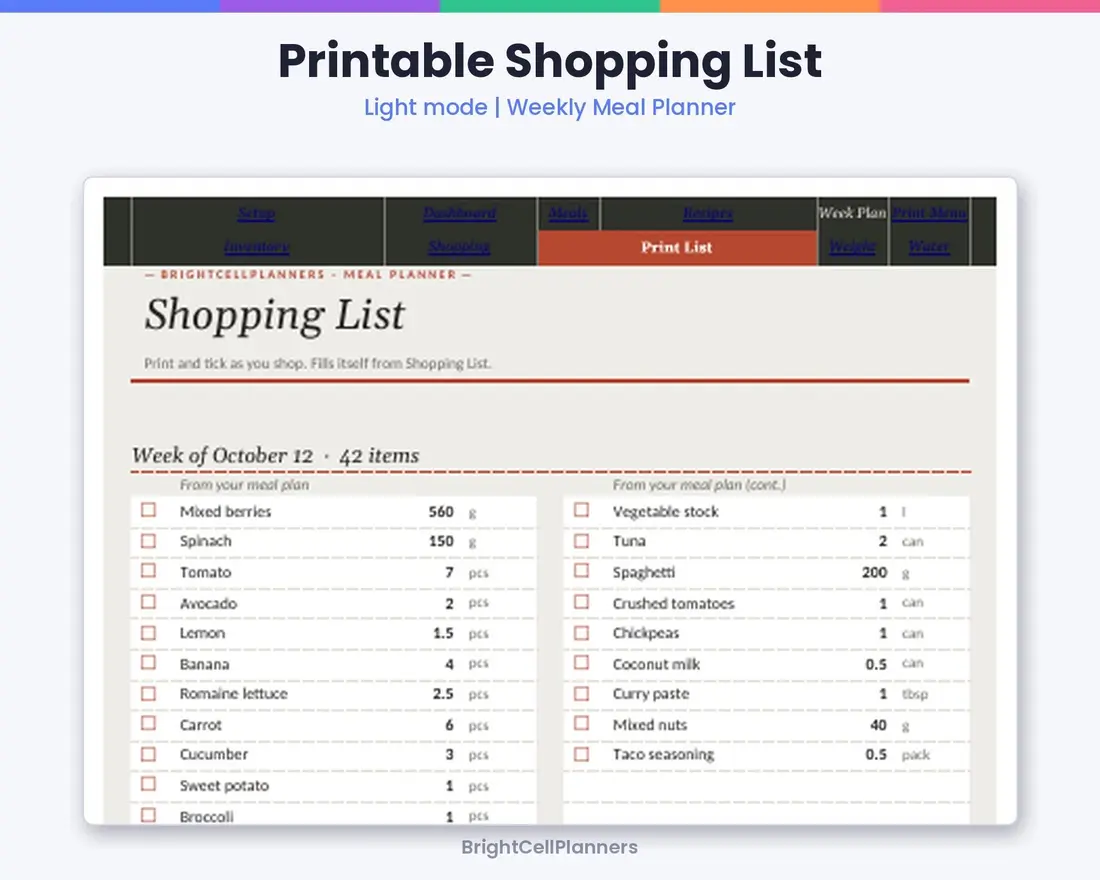 Printable Shopping List
Light mode | Weekly Meal Planner
Setup Dashboard Meals Recipes Week Plan Print Menu
Inventory Shopping Print List Weight Water
— BRIGHTCELLPLANNERS - MEAL PLANNER —
Shopping List
Print and tick as you shop. Fills itself from Shopping List.
Week of October 12 · 42 items
From your meal plan From your meal plan (cont.)
Mixed berries 560 g Vegetable stock 1 l
Spinach 150 g Tuna 2 can
Tomato 7 pcs Spaghetti 200 g
Avocado 2 pcs Crushed tomatoes 1 can
Lemon 1.5 pcs Chickpeas 1 can
Banana 4 pcs Coconut milk 0.5 can
Romaine lettuce 2.5 pcs Curry paste 1 tbsp
Carrot 6 pcs Mixed nuts 40 g
Cucumber 3 pcs Taco seasoning 0.5 pack
Sweet potato 1 pcs
Broccoli 1 pcs
BrightCellPlanners